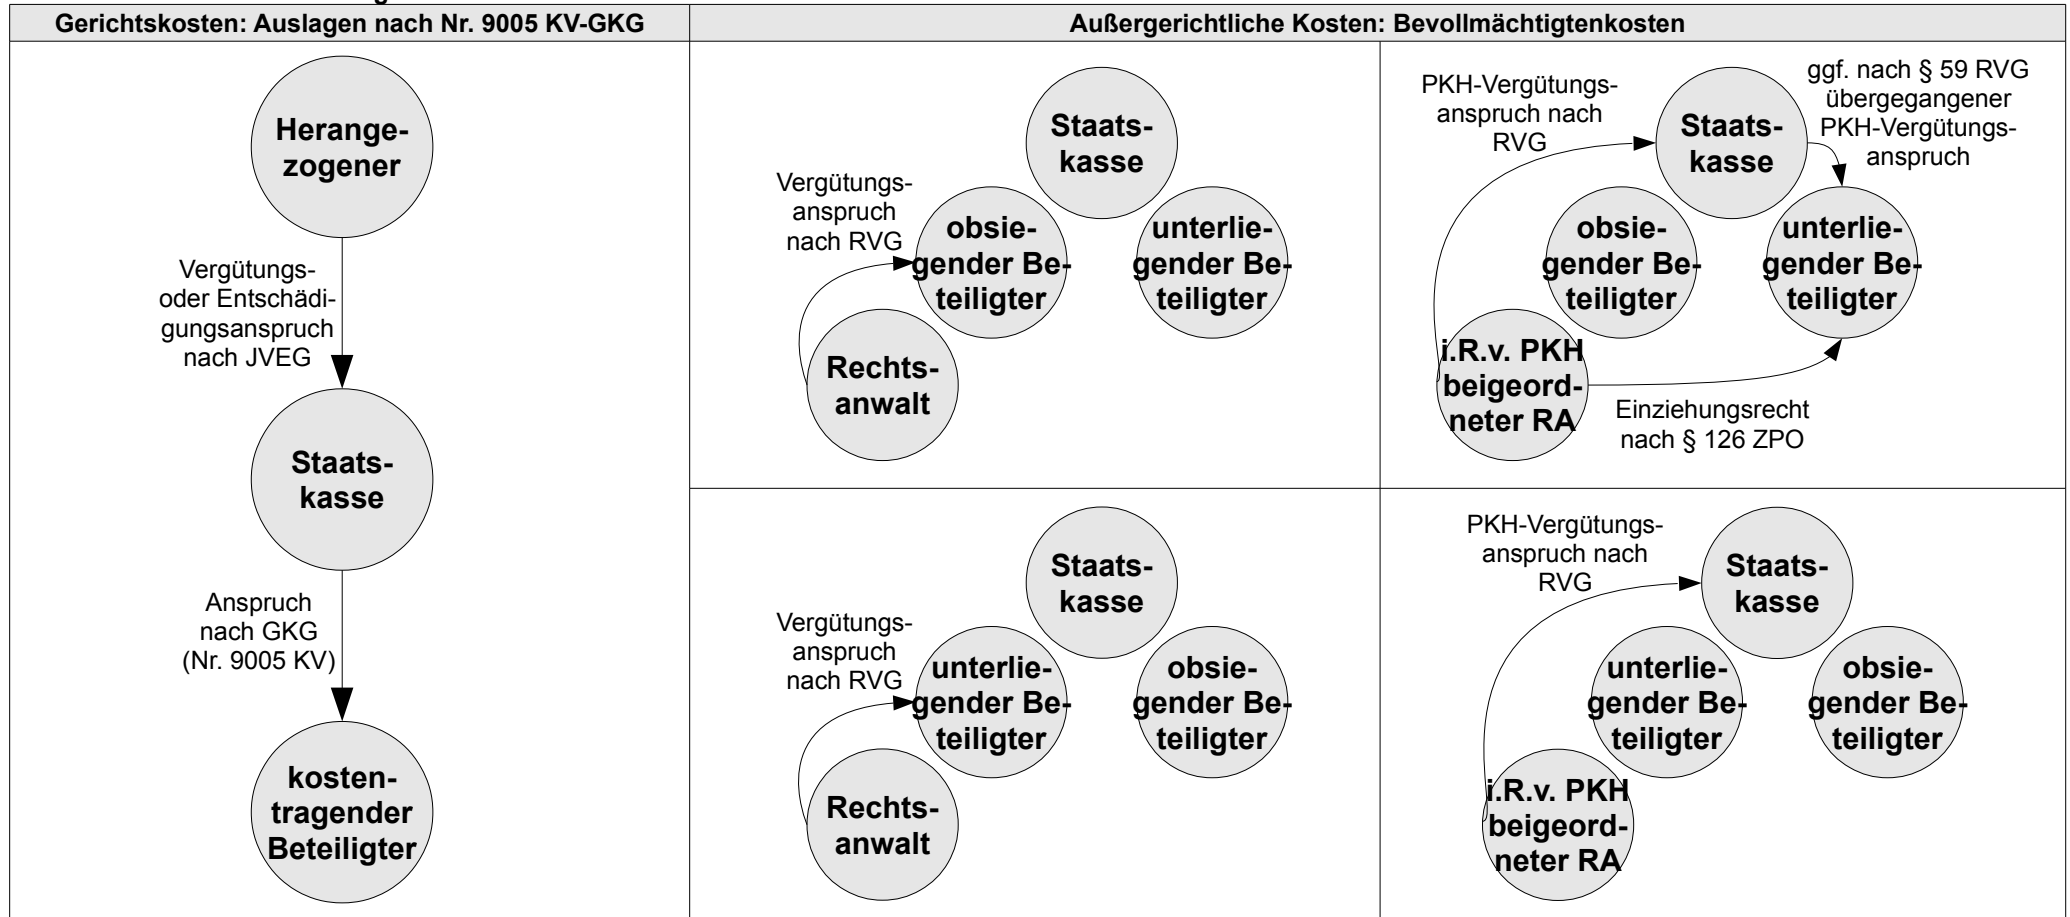 Gerichtskosten: Auslagen nach Nr. 9005 KV-GKG
Außergerichtliche Kosten: Bevollmächtigtenkosten
Herange-
zogener
Vergütungs-
oder Entschädi-
gungsanspruch
nach JVEG
Staats-
kasse
Anspruch
nach GKG
(Nr. 9005 KV)
kosten-
tragender
Beteiligter
Staats-
kasse
Vergütungs-
anspruch
nach RVG
obsie-
gender Be-
teiligter
unterlie-
gender Be-
teiligter
Rechts-
anwalt
PKH-Vergütungs-
anspruch nach
RVG
Staats-
kasse
ggf. nach § 59 RVG
übergegangener
PKH-Vergütungs-
anspruch
obsie-
gender Be-
teiligter
unterlie-
gender Be-
teiligter
i.R.v. PKH
beigeord-
neter RA
Einziehungsrecht
nach § 126 ZPO
Staats-
kasse
Vergütungs-
anspruch
nach RVG
unterlie-
gender Be-
teiligter
obsie-
gender Be-
teiligter
Rechts-
anwalt
PKH-Vergütungs-
anspruch nach
RVG
Staats-
kasse
unterlie-
gender Be-
teiligter
obsie-
gender Be-
teiligter
i.R.v. PKH
beigeord-
neter RA